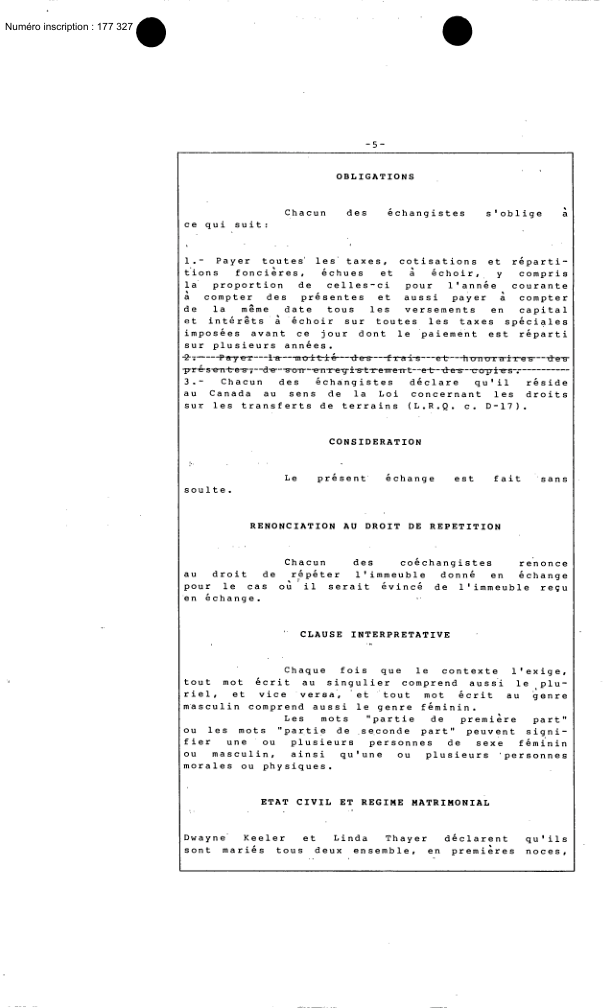 Numéro inscription : 177 327
-5-
OBLIGATIONS
Chacun des échangistes s'oblige à
ce qui suit:
1.- Payer toutes les taxes, cotisations et réparti-
tions foncières, échues et à échoir, y compris
la proportion de celles-ci pour l'année courante
à compter des présentes et aussi payer à compter
de la même date tous les versements en capital
et intérêts à échoir sur toutes les taxes spéciales
imposées avant ce jour dont le paiement est réparti
sur plusieurs années.
2.- Payer la moitié des frais et honoraires des
présentes, de son enregistrement et des copies.
3.- Chacun des échangistes déclare qu'il réside
au Canada au sens de la Loi concernant les droits
sur les transferts de terrains (L.R.Q. c. D-17).
CONSIDERATION
Le présent échange est fait sans
soulte.
RENONCIATION AU DROIT DE REPETITION
Chacun des coéchangistes renonce
au droit de répéter l'immeuble donné en échange
pour le cas où il serait évincé de l'immeuble reçu
en échange.
CLAUSE INTERPRETATIVE
Chaque fois que le contexte l'exige,
tout mot écrit au singulier comprend aussi le plu-
riel, et vice versa, et tout mot écrit au genre
masculin comprend aussi le genre féminin.
Les mots "partie de première part"
ou les mots "partie de seconde part" peuvent signi-
fier une ou plusieurs personnes de sexe féminin
ou masculin, ainsi qu'une ou plusieurs personnes
morales ou physiques.
ETAT CIVIL ET REGIME MATRIMONIAL
Dwayne Keeler et Linda Thayer déclarent qu'ils
sont mariés tous deux ensemble, en premières noces,